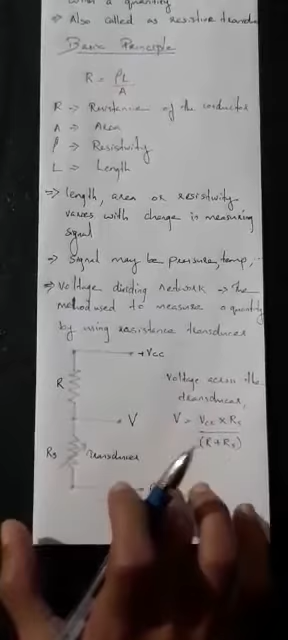 ⇒ Also called as resistive
Basic Principle
R = ρL
A
R ⇒ Resistance of the conductor
A ⇒ Area
ρ ⇒ Resistivity
L ⇒ Length
⇒ length, area or resistivity
varies with change in measuring
signal
⇒ signal may be pressure, temp,
⇒ Voltage dividing network → The
method used to measure a quantity
by using resistance transducer
+Vcc
R
Voltage across the
transducer,
V
V = Vcc × Rs
(R + Rs)
Rs
transducer